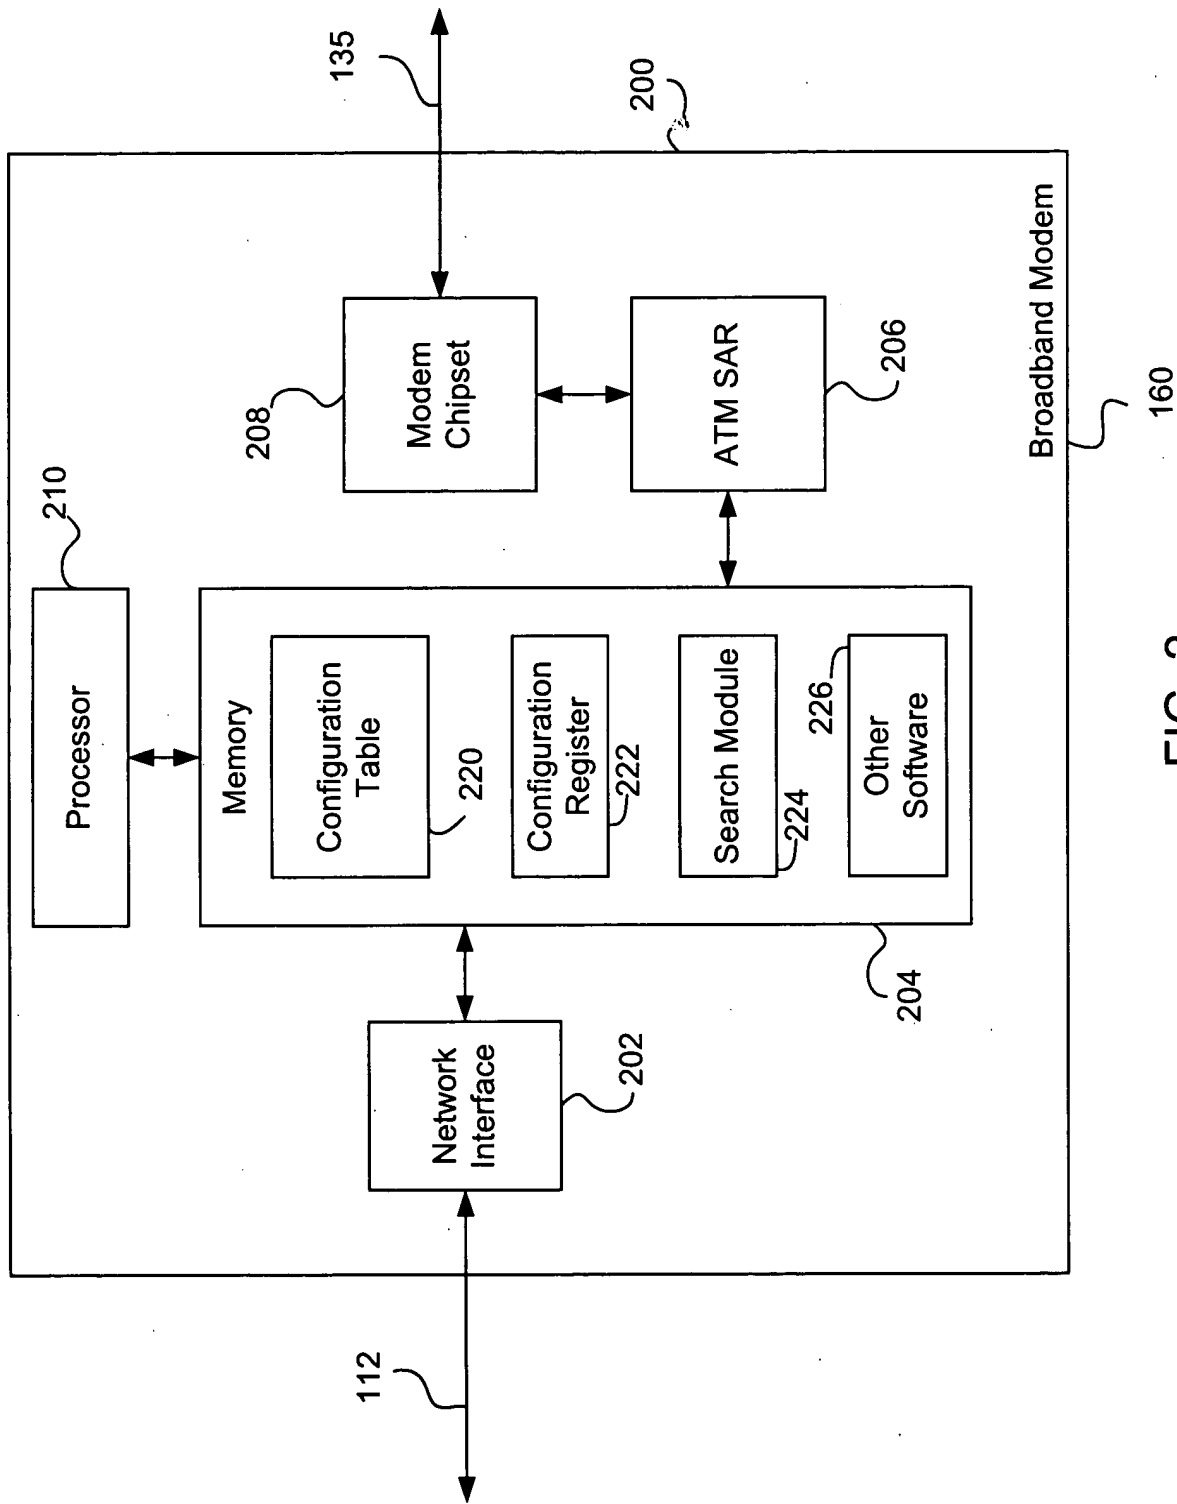 210
Processor
Memory
208
135
Configuration
Table
Modem
Chipset
112
Network
Interface
220
Configuration
Register
222
202
200
Search Module
224
ATM SAR
226
Other
Software
206
204
Broadband Modem
160
FIG.